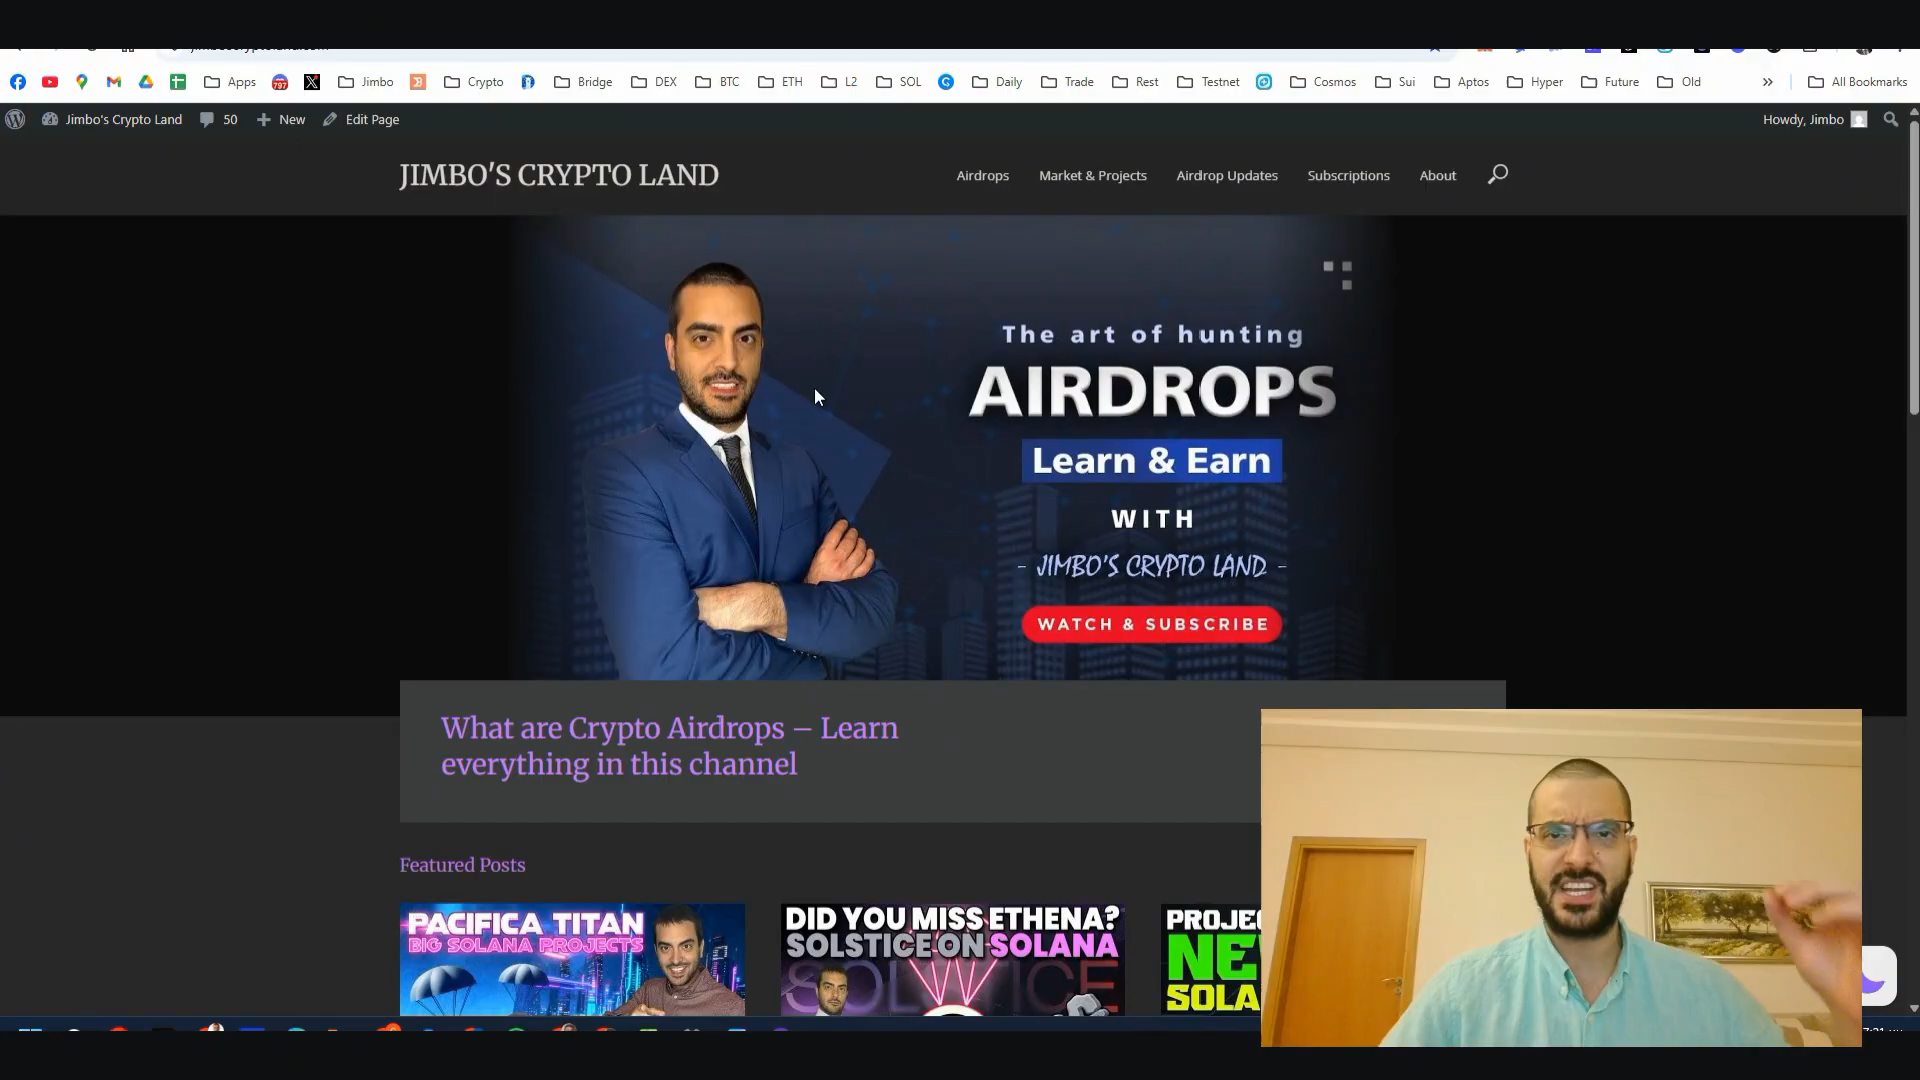 Apps Jimbo Crypto Bridge DEX BTC ETH L2 SOL Daily Trade Rest Testnet Cosmos Sui Aptos Hyper Future Old » All Bookmarks
Jimbo's Crypto Land 50 New Edit Page Howdy, Jimbo
JIMBO'S CRYPTO LAND
Airdrops Market & Projects Airdrop Updates Subscriptions About
The art of hunting
AIRDROPS
Learn & Earn
WITH
- JIMBO'S CRYPTO LAND -
WATCH & SUBSCRIBE
What are Crypto Airdrops – Learn
everything in this channel
Featured Posts
PACIFICA TITAN
BIG SOLANA PROJECTS
DID YOU MISS ETHENA?
SOLSTICE ON SOLANA